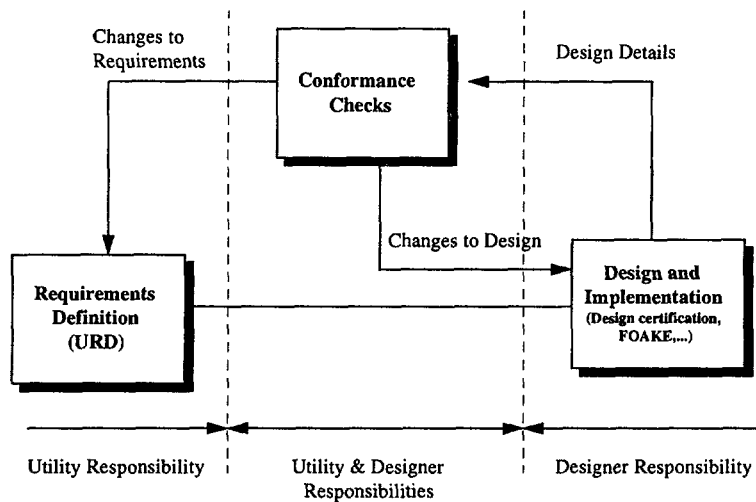 Changes to
Requirements
Conformance
Checks
Design Details
Changes to Design
Requirements
Definition
(URD)
Design and
Implementation
(Design certification,
FOAKE,...)
Utility Responsibility
Utility & Designer
Responsibilities
Designer Responsibility